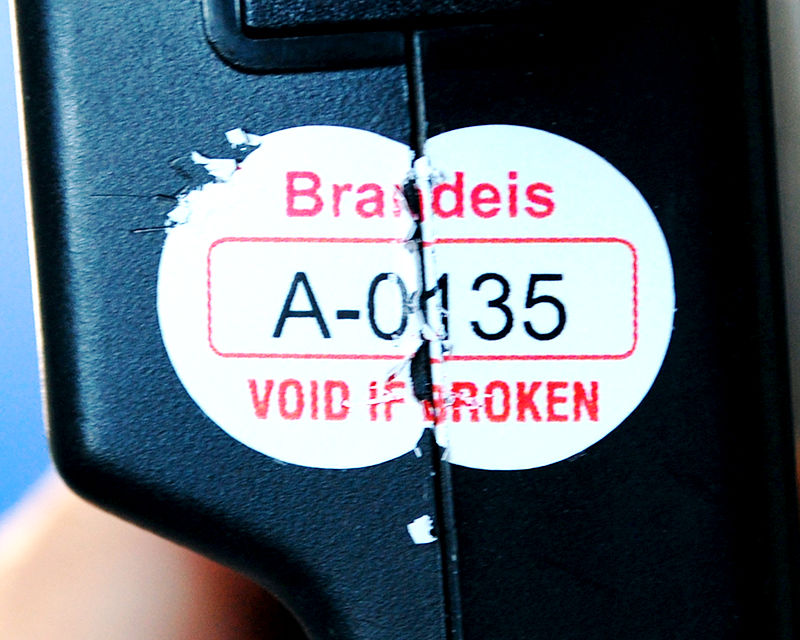 Brandeis
A-0135
VOID IF BROKEN